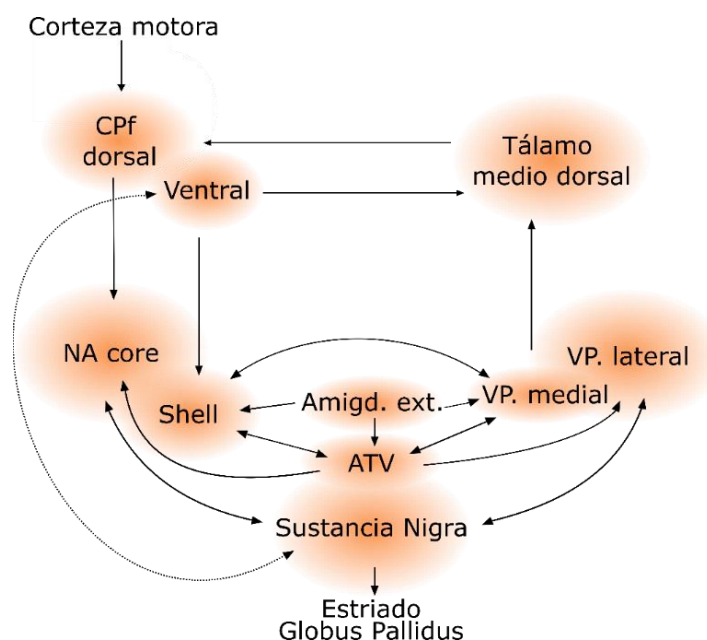 Corteza motora
CPf
dorsal
Ventral
Tálamo
medio dorsal
NA core
Shell
Amigd. ext.
VP. medial
VP. lateral
ATV
Sustancia Nigra
Estriado
Globus Pallidus